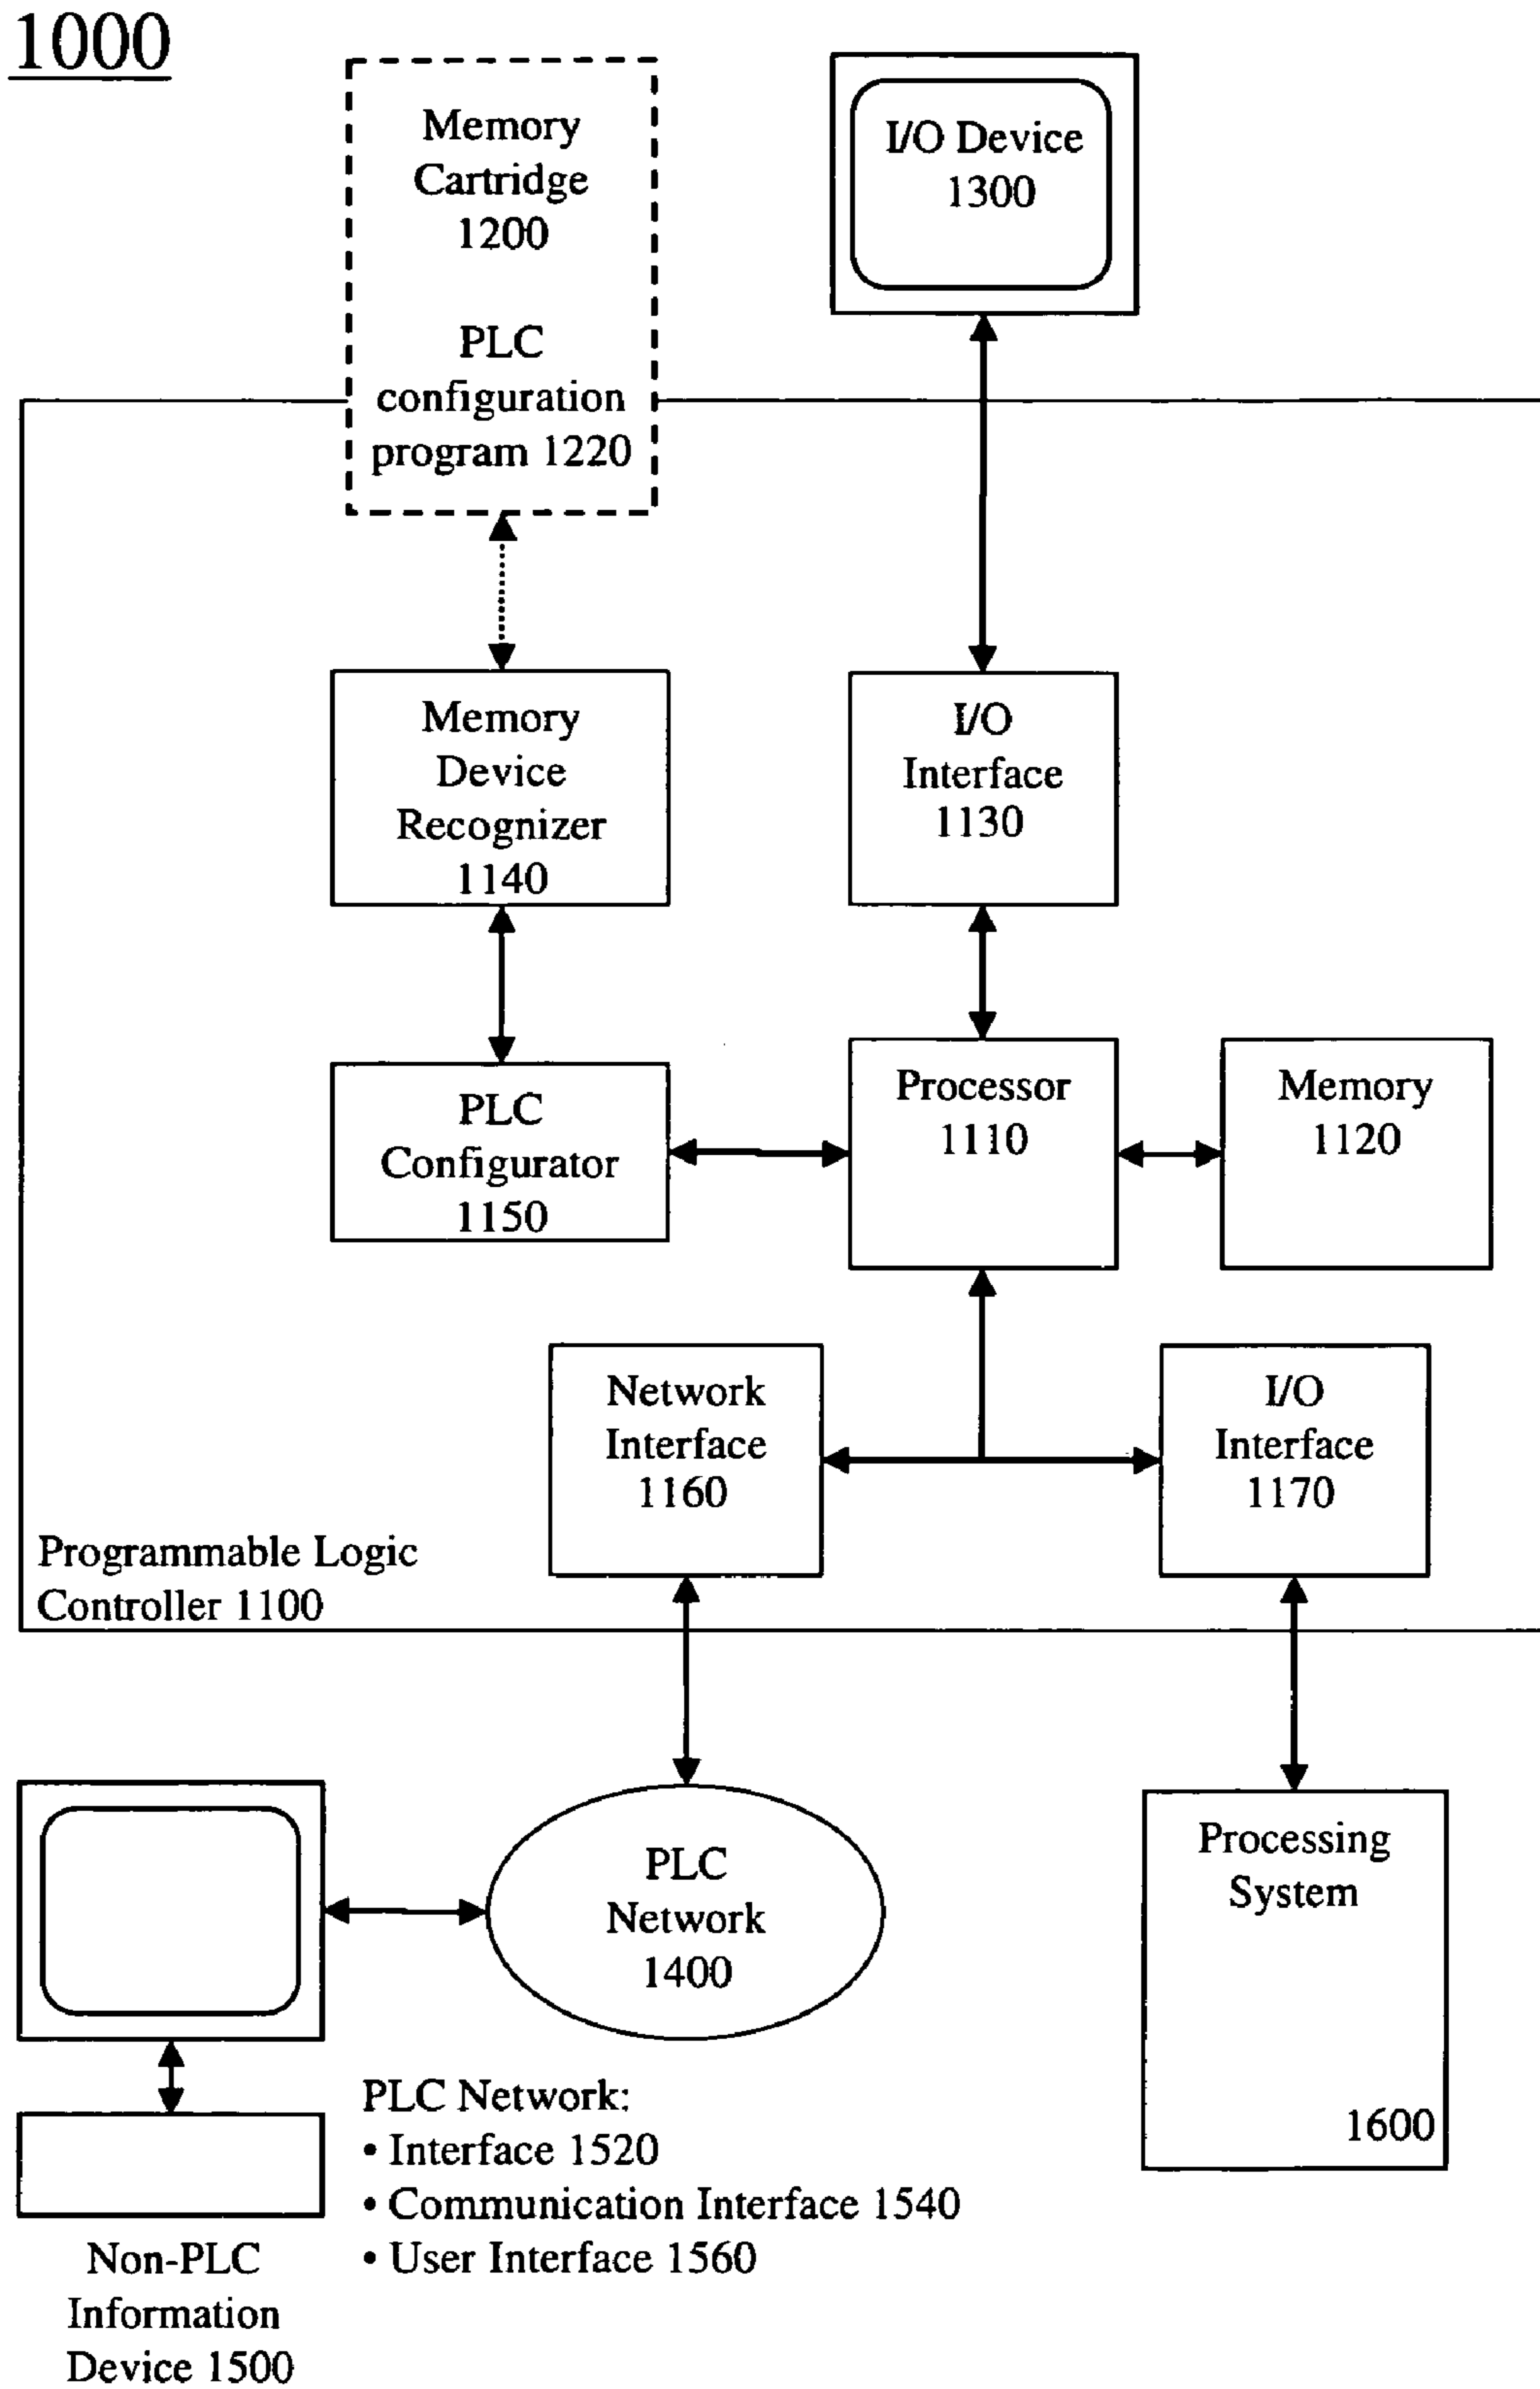 1000
Memory
Cartridge
1200
PLC
configuration
program 1220
I/O Device
1300
Memory
Device
Recognizer
1140
I/O
Interface
1130
PLC
Configurator
1150
Processor
1110
Memory
1120
Network
Interface
1160
I/O
Interface
1170
Programmable Logic
Controller 1100
PLC
Network
1400
Processing
System
1600
PLC Network:
• Interface 1520
• Communication Interface 1540
• User Interface 1560
Non-PLC
Information
Device 1500